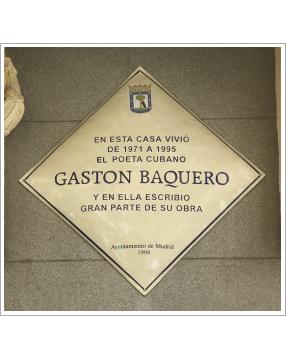 EN ESTA CASA VIVIÓ
DE 1971 A 1995
EL POETA CUBANO
GASTON BAQUERO
Y EN ELLA ESCRIBIO
GRAN PARTE DE SU OBRA
Ayuntamiento de Madrid
1999